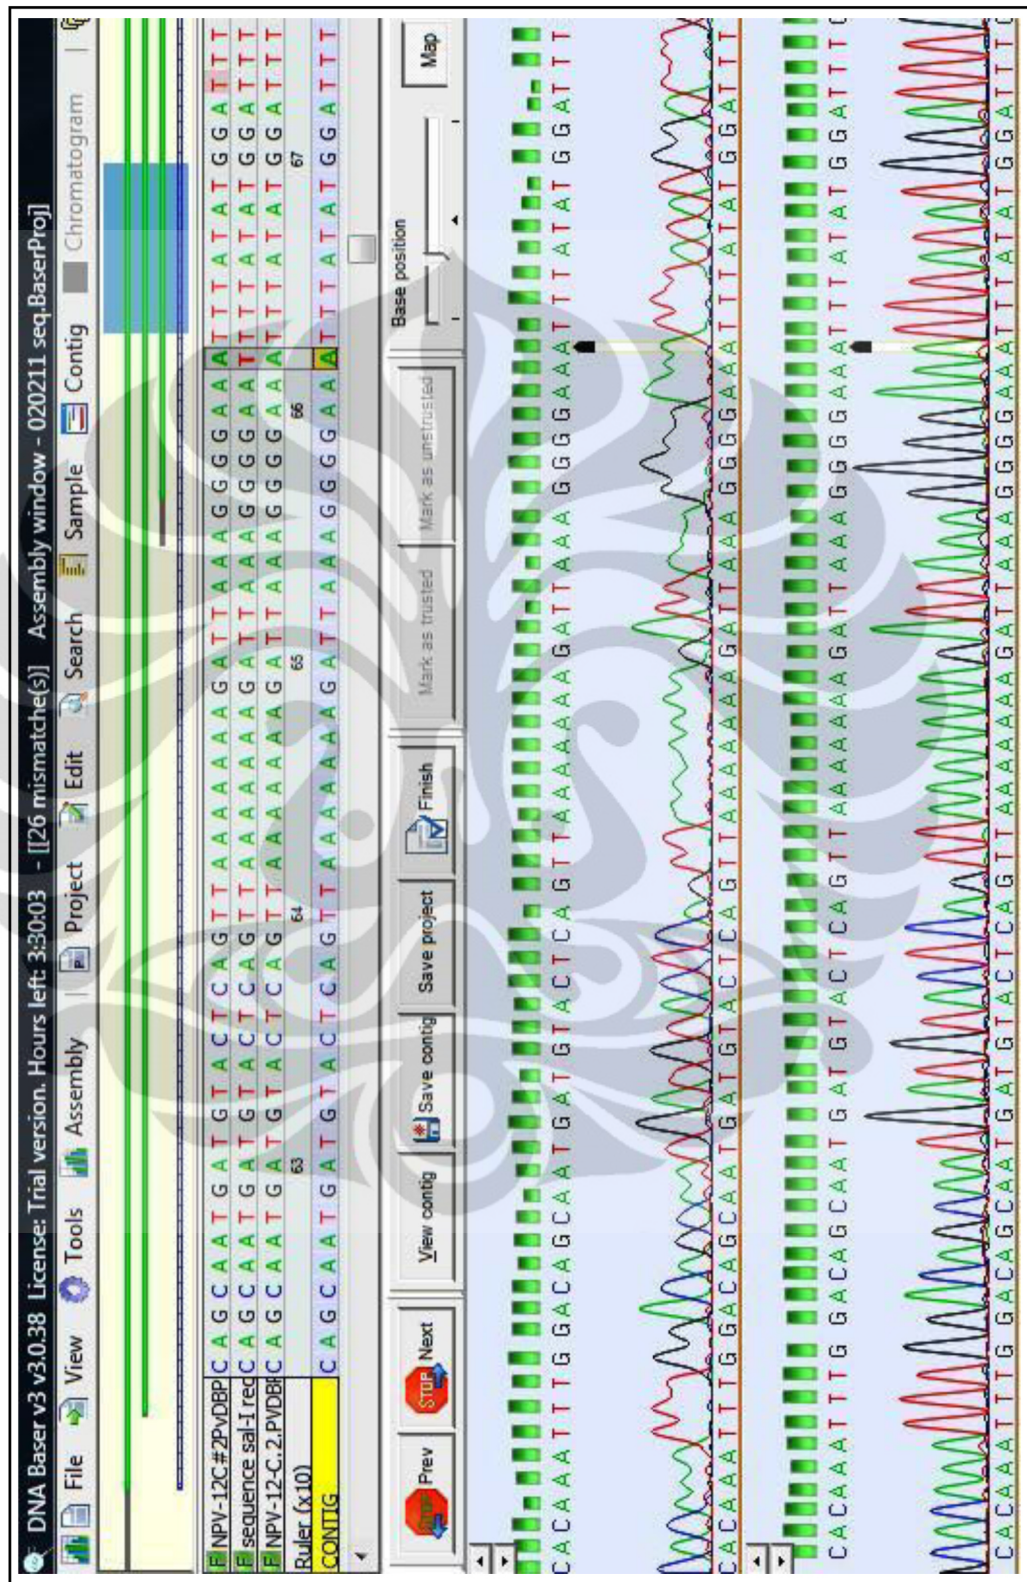 DNA Baser v3 v3.0.38 License: Trial version. Hours left: 3:30:03 - [[26 mismatche(s)] Assembly window - 020211 seq.BaserProj]
File View Tools Assembly | Project Edit Search Sample Contig Chromatogram |
F NPV-12C#2PvDBP C A G C A A T G A T G T A C T C A G T T A A A A A A A G A T T A A A G G G G A A A T T T A T A T G G A T T T
F sequence sal-1 rec C A G C A A T G A T G T A C T C A G T T A A A A A A A G A T T A A A G G G G A A T T T T A T A T G G A T T T
F NPV-12-C.2.PVDBF C A G C A A T G A T G T A C T C A G T T A A A A A A A G A T T A A A G G G G A A A T T T A T A T G G A T T T
Ruler (x10) 63 64 65 66 67
CONTIG C A G C A A T G A T G T A C T C A G T T A A A A A A A G A T T A A A G G G G A A A T T T A T A T G G A T T T
Prev Next View contig Save contig Save project Finish Mark as trusted Mark as unstrusted Base position Map
C A C A A A T T T G G A C A G C A A T G A T G T A C T C A G T T A A A A A A A G A T T A A A G G G G A A A T T T A T A T G G A T T T
C A C A A A T T T G G A C A G C A A T G A T G T A C T C A G T T A A A A A A A G A T T A A A G G G G A A A T T T A T A T G G A T T T C